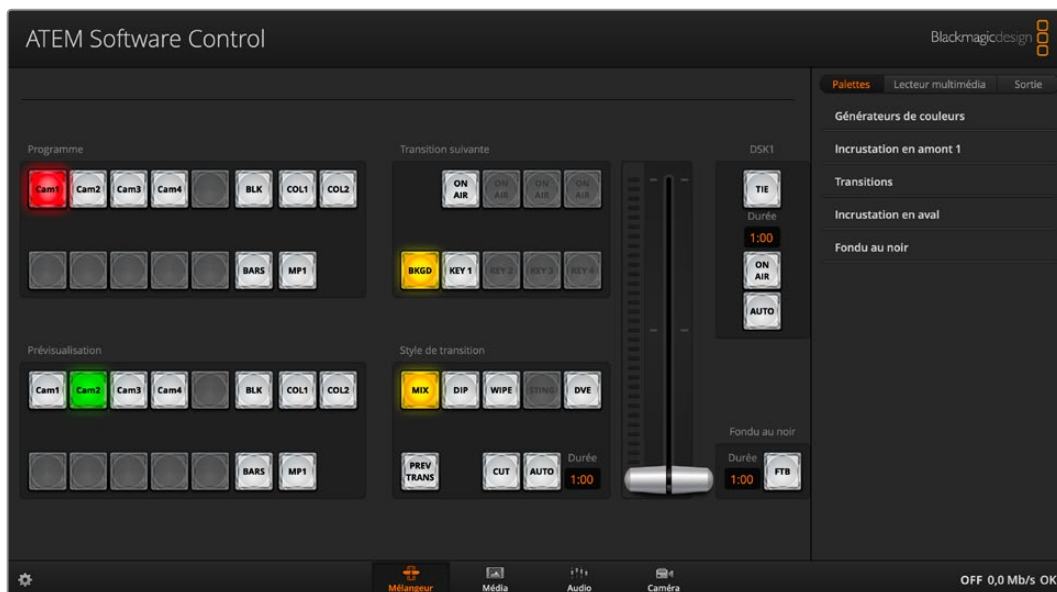 ATEM Software Control
Blackmagicdesign
Palettes Lecteur multimédia Sortie
Générateurs de couleurs
Incrustation en amont 1
Transitions
Incrustation en aval
Fondu au noir
Programme
Cam1 Cam2 Cam3 Cam4 BLK COL1 COL2
BARS MP1
Transition suivante
ON AIR ON AIR ON AIR ON AIR
BKGD KEY 1 KEY 2 KEY 3 KEY 4
DSK1
TIE
Durée
1:00
ON AIR
AUTO
Prévisualisation
Cam1 Cam2 Cam3 Cam4 BLK COL1 COL2
BARS MP1
Style de transition
MIX DIP WIPE STING DVE
PREV TRANS CUT AUTO
Durée
1:00
Fondu au noir
Durée
1:00 FTB
Mélangeur Média Audio Caméra
OFF 0,0 Mb/s OK